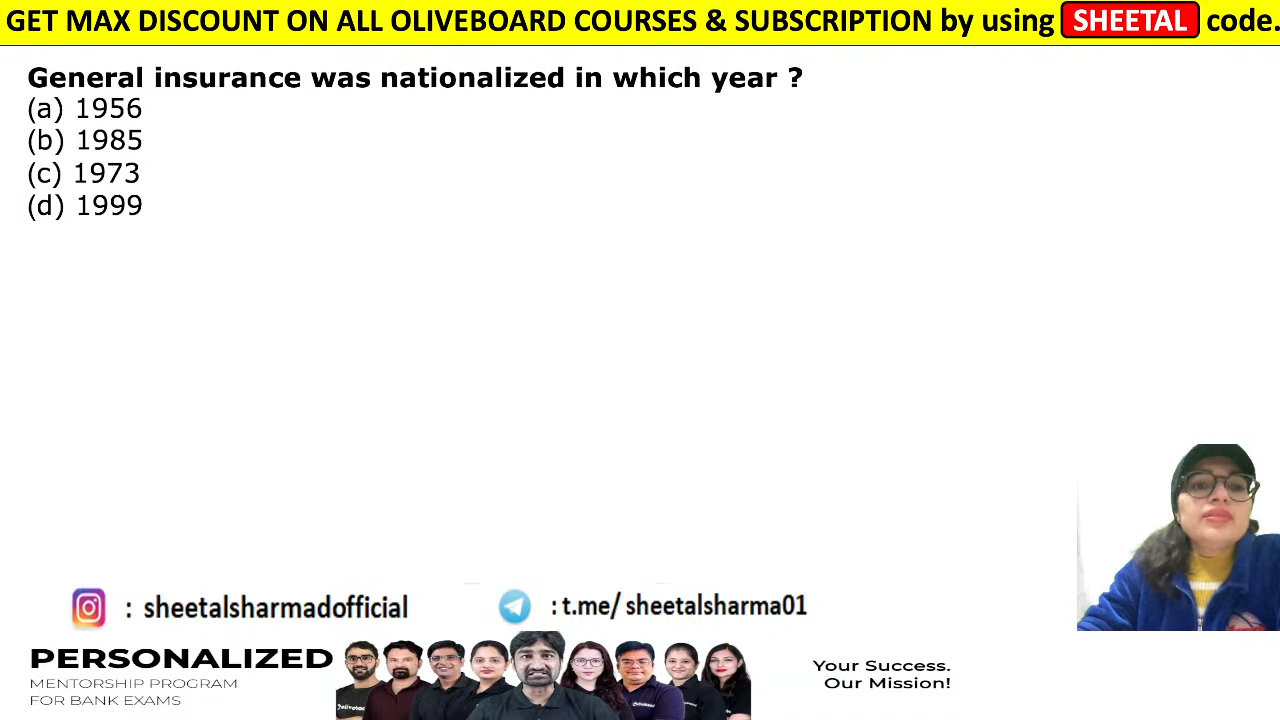 GET MAX DISCOUNT ON ALL OLIVEBOARD COURSES & SUBSCRIPTION by using SHEETAL code.
General insurance was nationalized in which year ?
(a) 1956
(b) 1985
(c) 1973
(d) 1999
: sheetalsharmadofficial
: t.me/ sheetalsharma01
PERSONALIZED
MENTORSHIP PROGRAM
FOR BANK EXAMS
Your Success.
Our Mission!